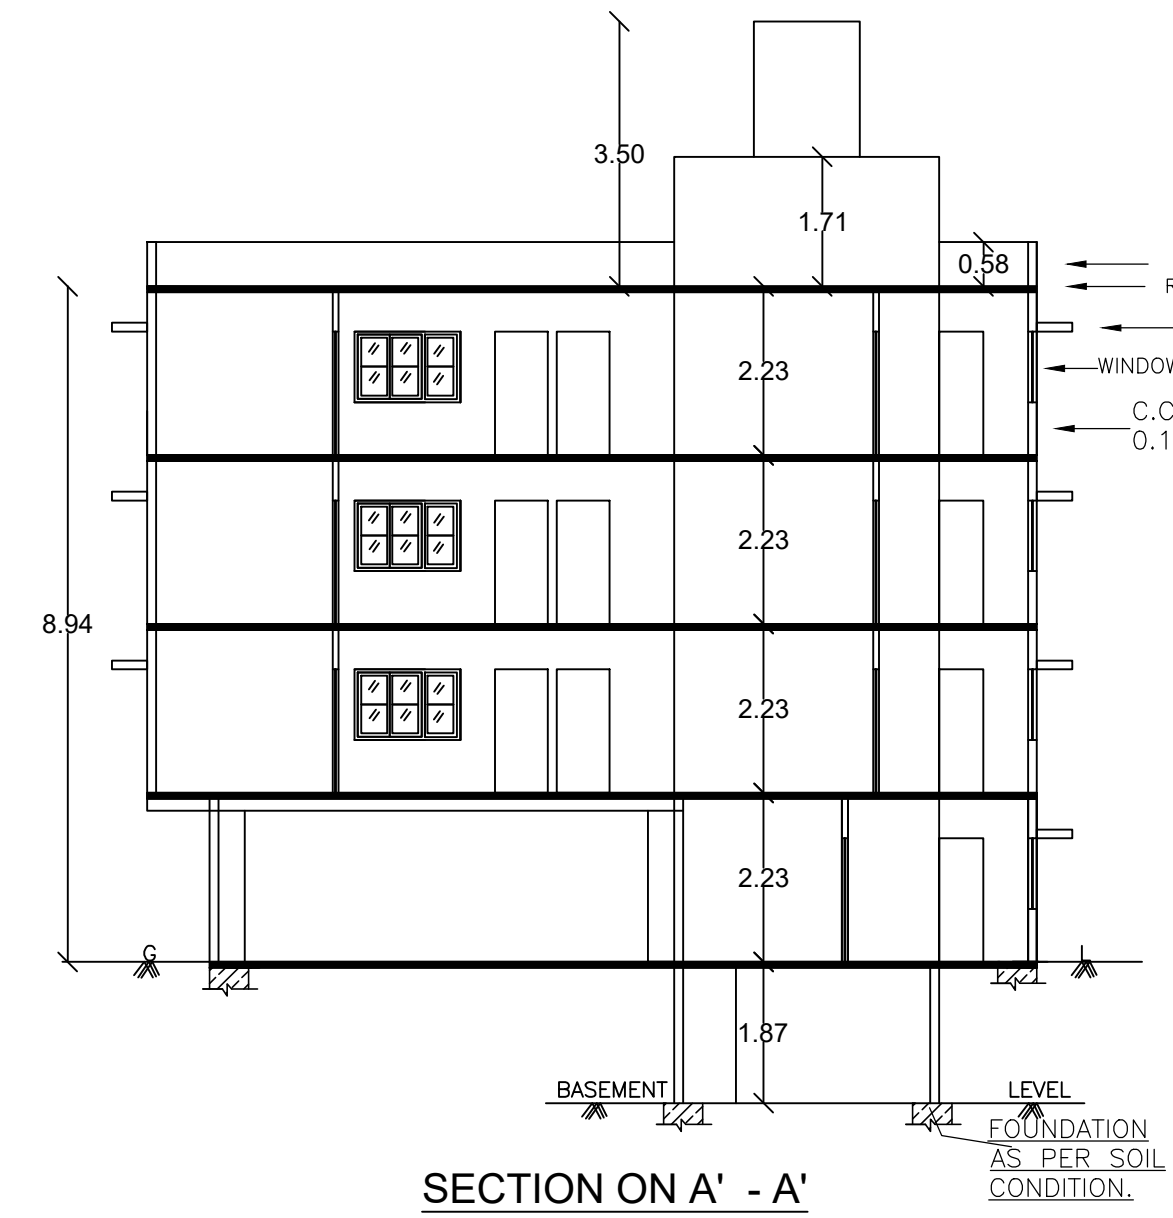 3.50
1.71
0.58
R
2.23
WINDOW
C.C
0.1
2.23
8.94
2.23
2.23
G
L
1.87
BASEMENT
LEVEL
FOUNDATION
AS PER SOIL
CONDITION.
SECTION ON A' - A'